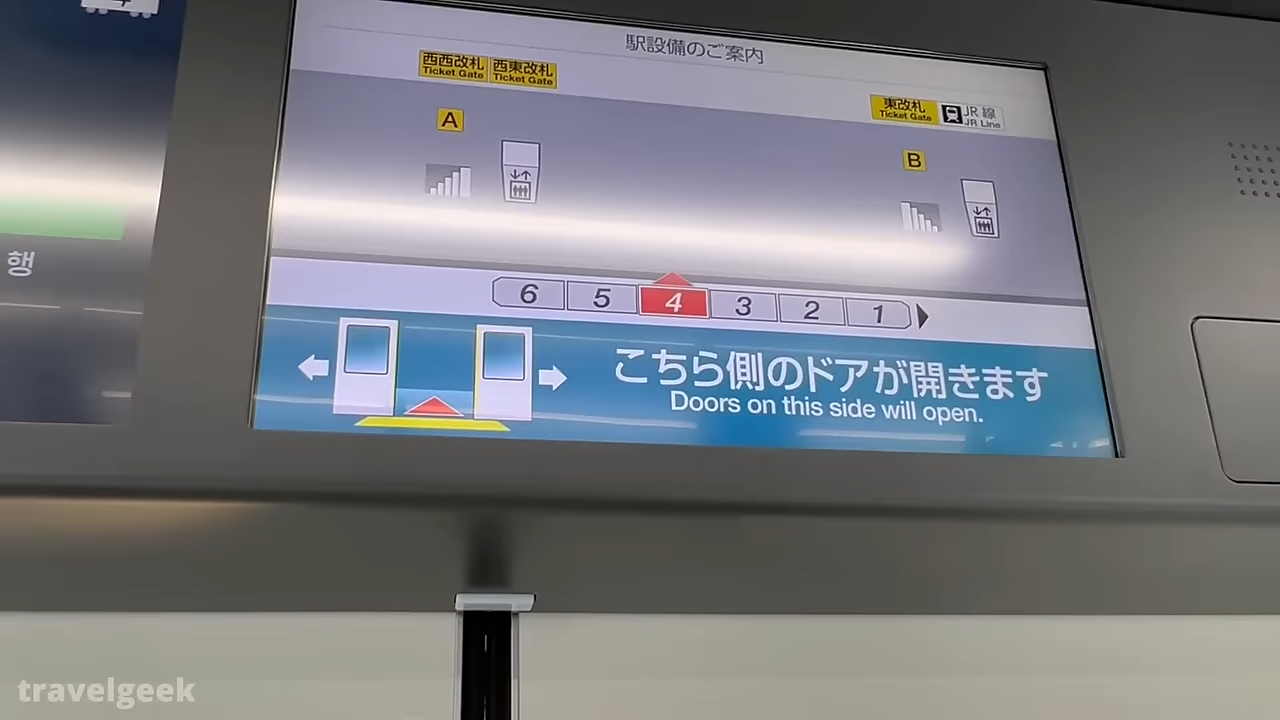 駅設備のご案内
西西改札 西東改札
Ticket Gate Ticket Gate
東改札 JR 線
Ticket Gate JR Line
A
B
6 5 4 3 2 1
こちら側のドアが開きます
Doors on this side will open.
행
travelgeek